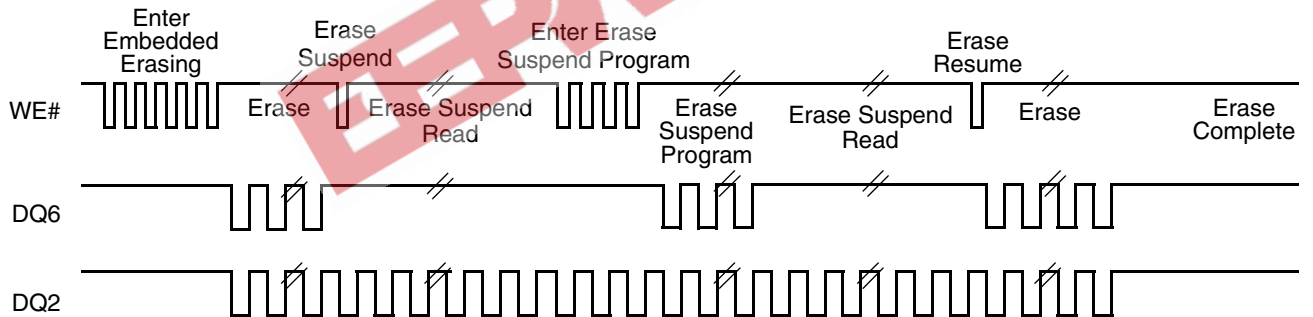 Enter
Embedded
Erasing
Erase
Suspend
Enter Erase
Suspend Program
Erase
Resume
WE#
Erase
Erase Suspend
Read
Erase
Suspend
Program
Erase Suspend
Read
Erase
Erase
Complete
DQ6
DQ2